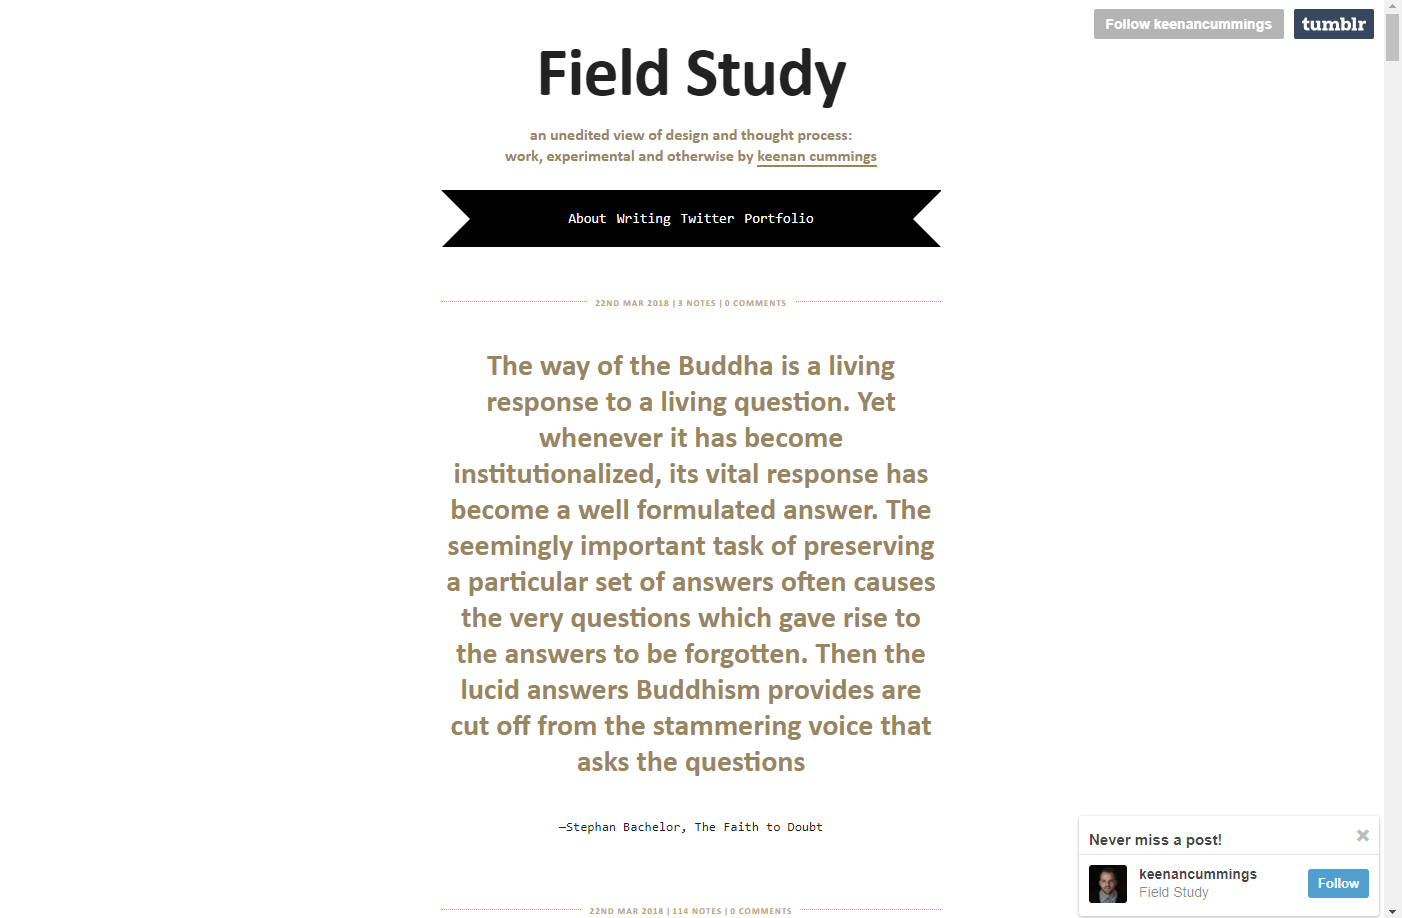 Follow keenancummings
tumblr
Field Study
an unedited view of design and thought process:
work, experimental and otherwise by keenan cummings
About Writing Twitter Portfolio
22ND MAR 2018 | 3 NOTES | 0 COMMENTS
The way of the Buddha is a living
response to a living question. Yet
whenever it has become
institutionalized, its vital response has
become a well formulated answer. The
seemingly important task of preserving
a particular set of answers often causes
the very questions which gave rise to
the answers to be forgotten. Then the
lucid answers Buddhism provides are
cut off from the stammering voice that
asks the questions
—Stephan Bachelor, The Faith to Doubt
22ND MAR 2018 | 114 NOTES | 0 COMMENTS
Never miss a post!
keenancummings
Field Study
Follow